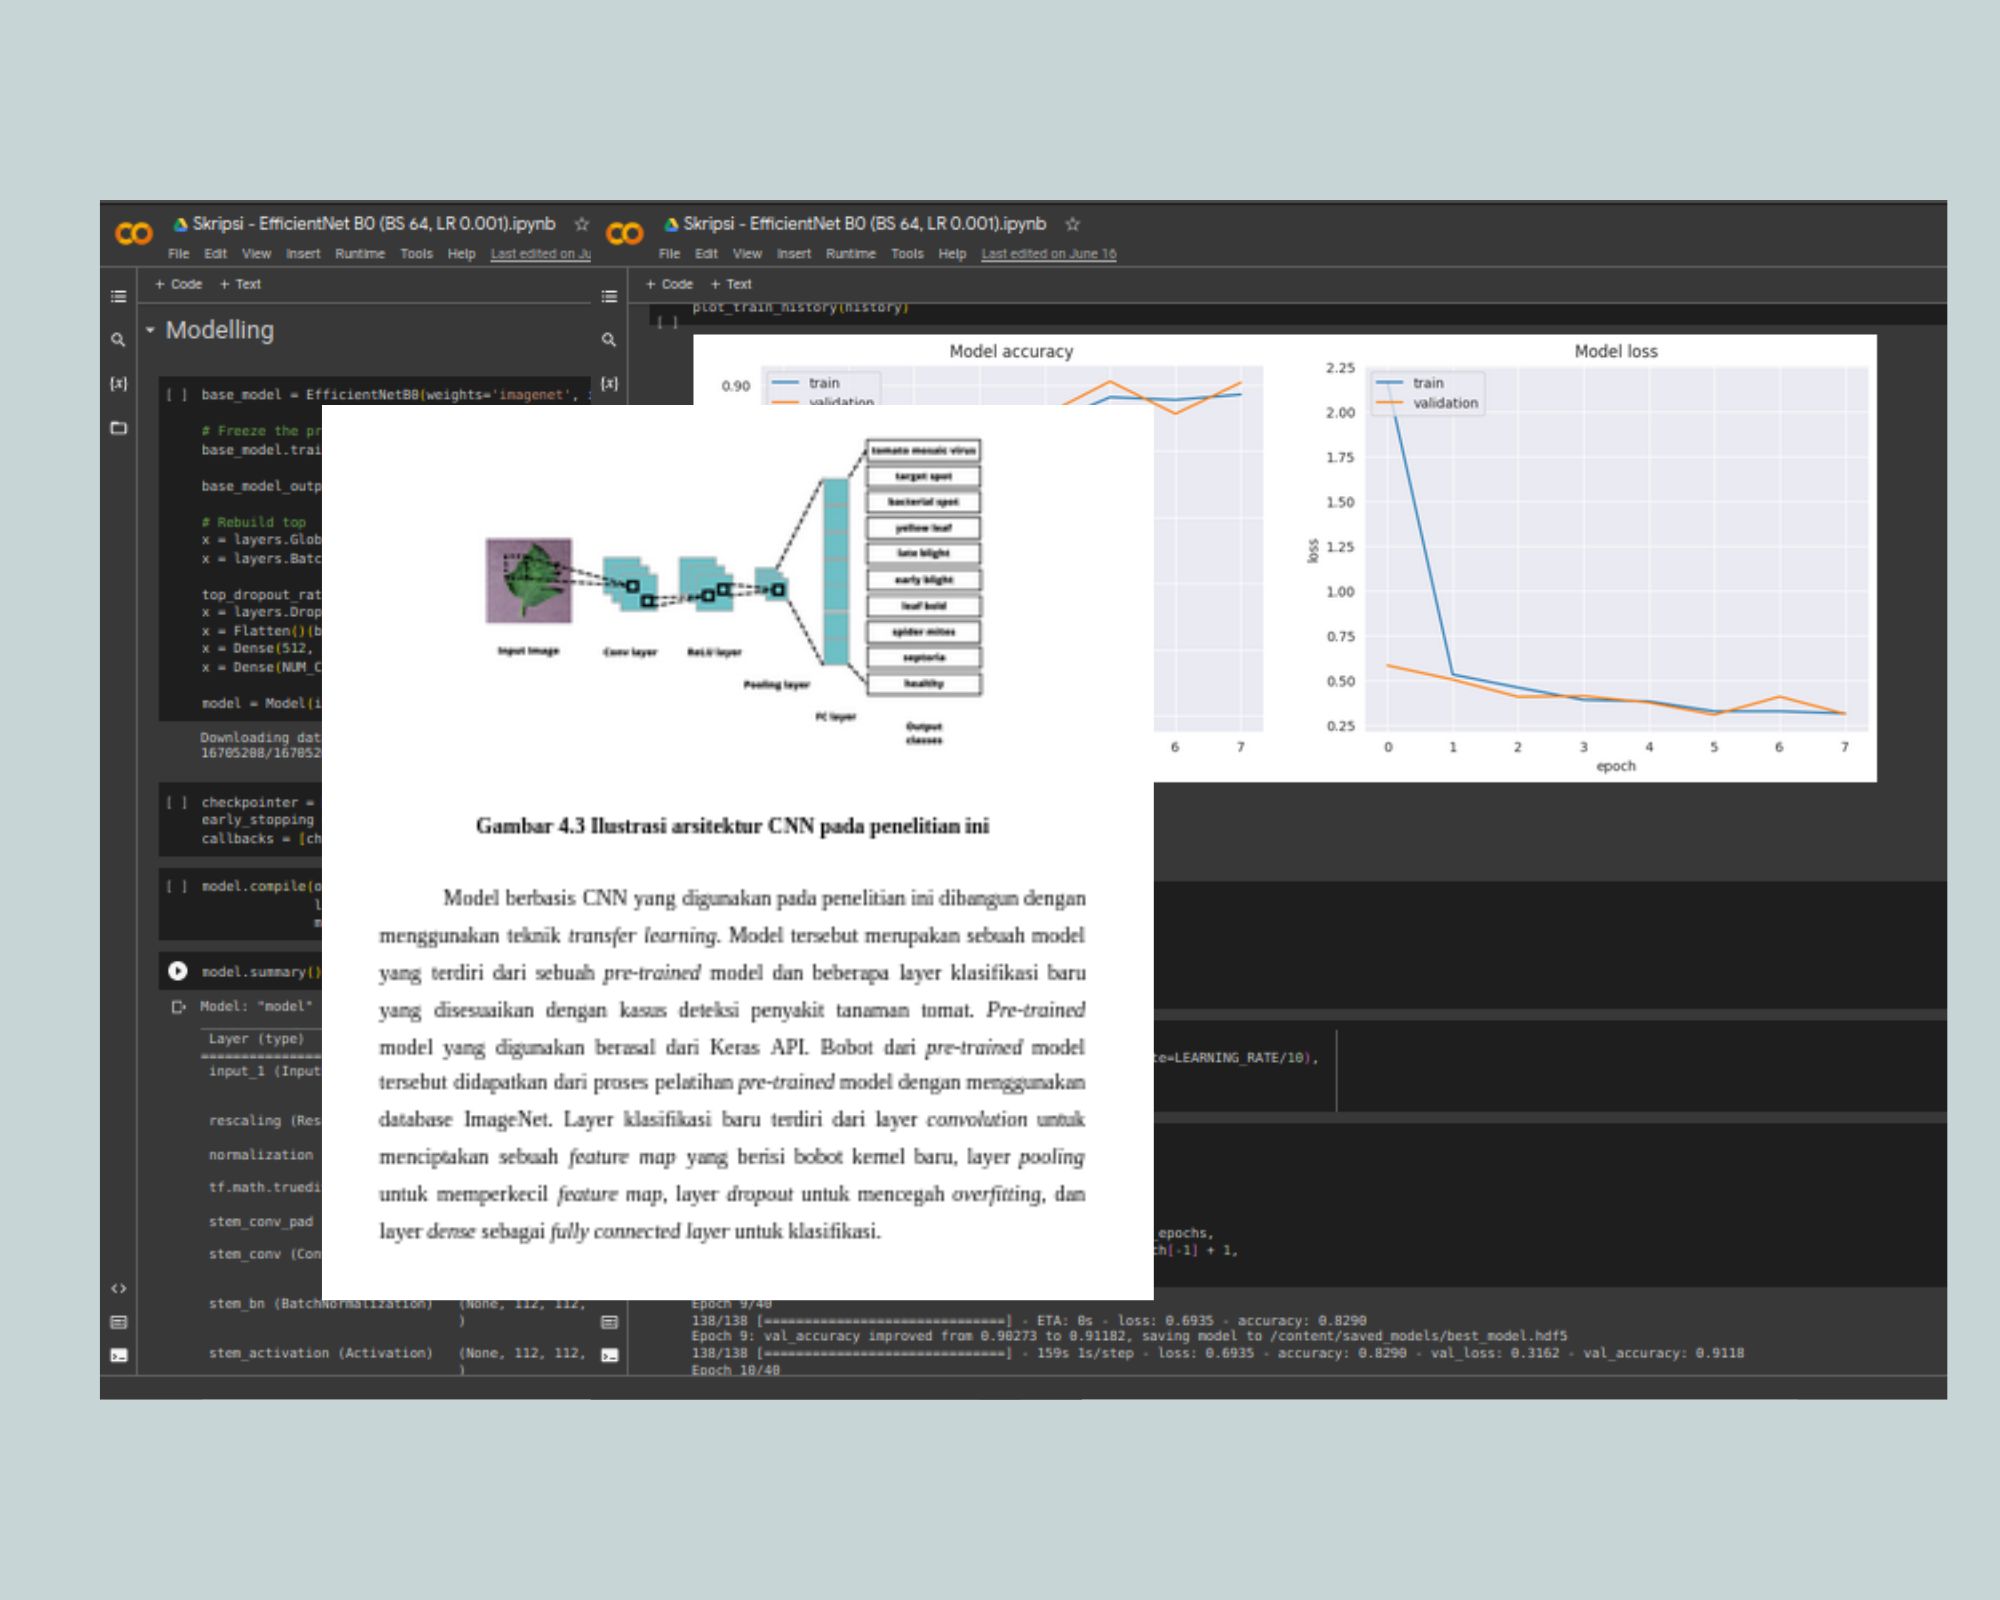 Skripsi - EfficientNet B0 (BS 64, LR 0.001).ipynb
File Edit View Insert Runtime Tools Help Last edited on Ju
+ Code + Text
Modelling
[ ] base_model = EfficientNetB0(weights='imagenet',
# Freeze the pr
base_model.trai
base_model_outp
# Rebuild top
x = layers.Glob
x = layers.Batc
top_dropout_rat
x = layers.Drop
x = Flatten()(b
x = Dense(512,
x = Dense(NUM_C
model = Model(i
Downloading dat
16705208/167052
[ ] checkpointer =
early_stopping
callbacks = [ch
[ ] model.compile(o
l
m
model.summary()
Model: "model"
Layer (type)
===============
input_1 (Input
rescaling (Res
normalization
tf.math.truedi
stem_conv_pad
stem_conv (Con
stem_bn (BatchNormalization) (None, 112, 112,
)
stem_activation (Activation) (None, 112, 112,
)
Skripsi - EfficientNet B0 (BS 64, LR 0.001).ipynb
File Edit View Insert Runtime Tools Help Last edited on June 16
+ Code + Text
plot_train_history(history)
[ ]
Model accuracy
0.90
train
validation
6 7
Model loss
2.25
train
validation
2.00
1.75
1.50
1.25
loss
1.00
0.75
0.50
0.25
0 1 2 3 4 5 6 7
epoch
tomato mosaic virus
target spot
bacterial spot
yellow leaf
late blight
early blight
leaf mold
spider mites
septoria
healthy
Input Image
Conv layer
ReLU layer
Pooling layer
FC layer
Output
classes
Gambar 4.3 Ilustrasi arsitektur CNN pada penelitian ini
Model berbasis CNN yang digunakan pada penelitian ini dibangun dengan
menggunakan teknik transfer learning. Model tersebut merupakan sebuah model
yang terdiri dari sebuah pre-trained model dan beberapa layer klasifikasi baru
yang disesuaikan dengan kasus deteksi penyakit tanaman tomat. Pre-trained
model yang digunakan berasal dari Keras API. Bobot dari pre-trained model
tersebut didapatkan dari proses pelatihan pre-trained model dengan menggunakan
database ImageNet. Layer klasifikasi baru terdiri dari layer convolution untuk
menciptakan sebuah feature map yang berisi bobot kernel baru, layer pooling
untuk memperkecil feature map, layer dropout untuk mencegah overfitting, dan
layer dense sebagai fully connected layer untuk klasifikasi.
te=LEARNING_RATE/10),
_epochs,
ch[-1] + 1,
Epoch 9/40
138/138 [==============================] - ETA: 0s - loss: 0.6935 - accuracy: 0.8290
Epoch 9: val_accuracy improved from 0.90273 to 0.91182, saving model to /content/saved_models/best_model.hdf5
138/138 [==============================] - 159s 1s/step - loss: 0.6935 - accuracy: 0.8290 - val_loss: 0.3162 - val_accuracy: 0.9118
Epoch 10/40